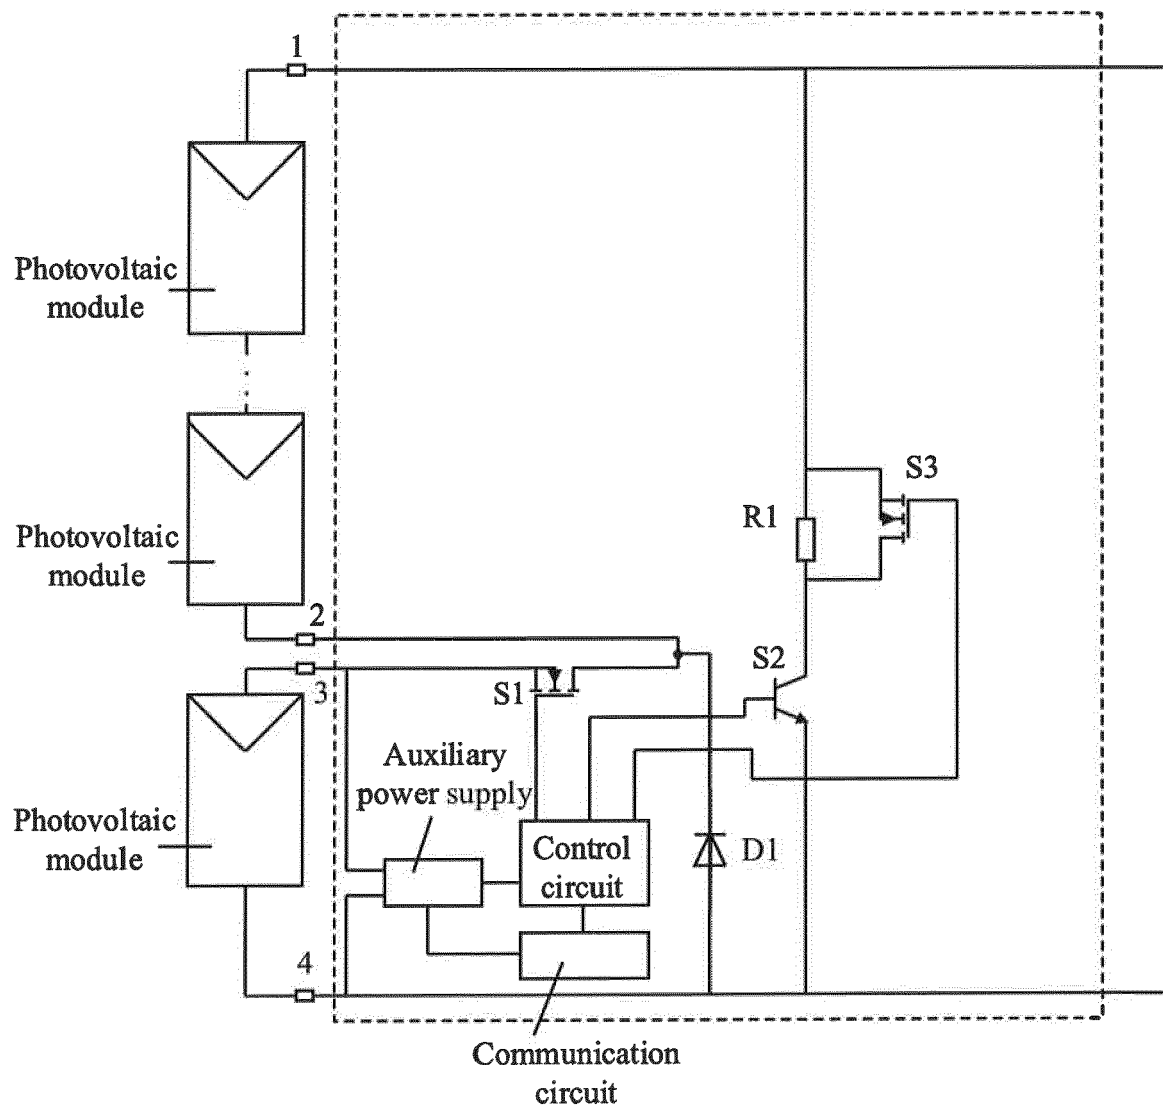 1
Photovoltaic
module
Photovoltaic
module
S3
R1
2
3
S1
S2
Auxiliary
power supply
Photovoltaic
module
Control
circuit
D1
4
Communication
circuit